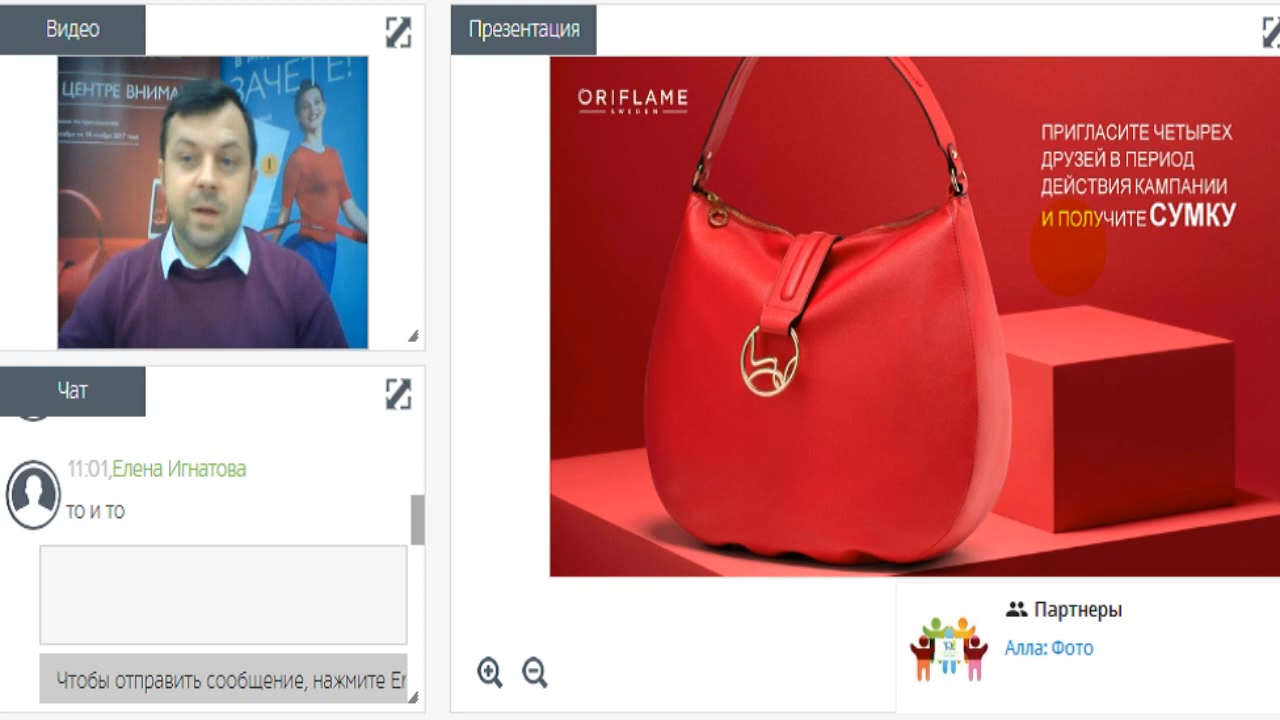 Видео
В
ЗАЧЕТЕ!
ЦЕНТРЕ ВНИМА
Чат
11:01,Елена Игнатова
то и то
Чтобы отправить сообщение, нажмите Er
Презентация
ORIFLAME
SWEDEN
ПРИГЛАСИТЕ ЧЕТЫРЕХ
ДРУЗЕЙ В ПЕРИОД
ДЕЙСТВИЯ КАМПАНИИ
И ПОЛУЧИТЕ СУМКУ
Партнеры
Алла: Фото